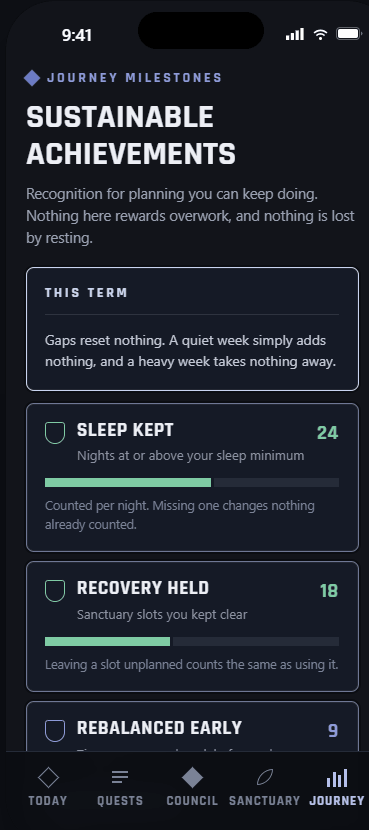 9:41
JOURNEY MILESTONES
SUSTAINABLE
ACHIEVEMENTS
Recognition for planning you can keep doing.
Nothing here rewards overwork, and nothing is lost
by resting.
THIS TERM
Gaps reset nothing. A quiet week simply adds
nothing, and a heavy week takes nothing away.
SLEEP KEPT
24
Nights at or above your sleep minimum
Counted per night. Missing one changes nothing
already counted.
RECOVERY HELD
18
Sanctuary slots you kept clear
Leaving a slot unplanned counts the same as using it.
REBALANCED EARLY
9
TODAY
QUESTS
COUNCIL
SANCTUARY
JOURNEY